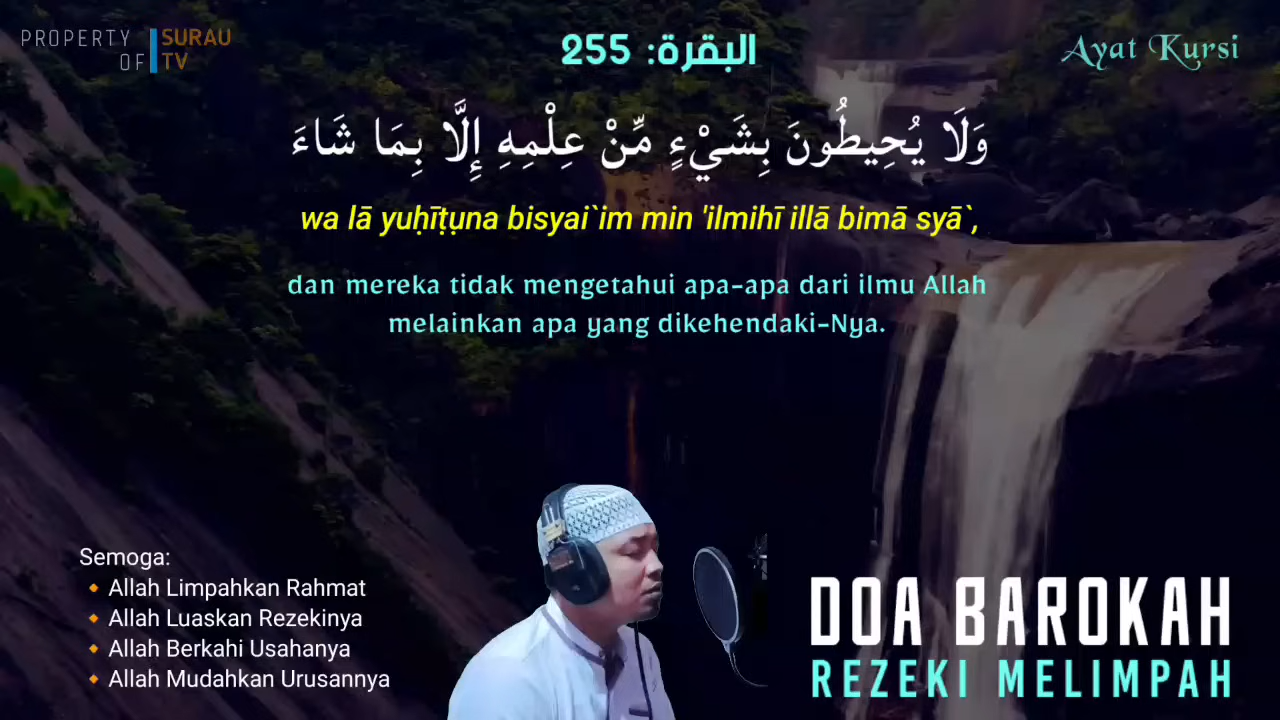 PROPERTY OF SURAU TV
البقرة: 255
Ayat Kursi
وَلَا يُحِيطُونَ بِشَيْءٍ مِّنْ عِلْمِهِ إِلَّا بِمَا شَاءَ
wa lā yuḥīṭụna bisyai`im min 'ilmihī illā bimā syā`,
dan mereka tidak mengetahui apa-apa dari ilmu Allah
melainkan apa yang dikehendaki-Nya.
Semoga:
🔸Allah Limpahkan Rahmat
🔸Allah Luaskan Rezekinya
🔸Allah Berkahi Usahanya
🔸Allah Mudahkan Urusannya
DOA BAROKAH
REZEKI MELIMPAH